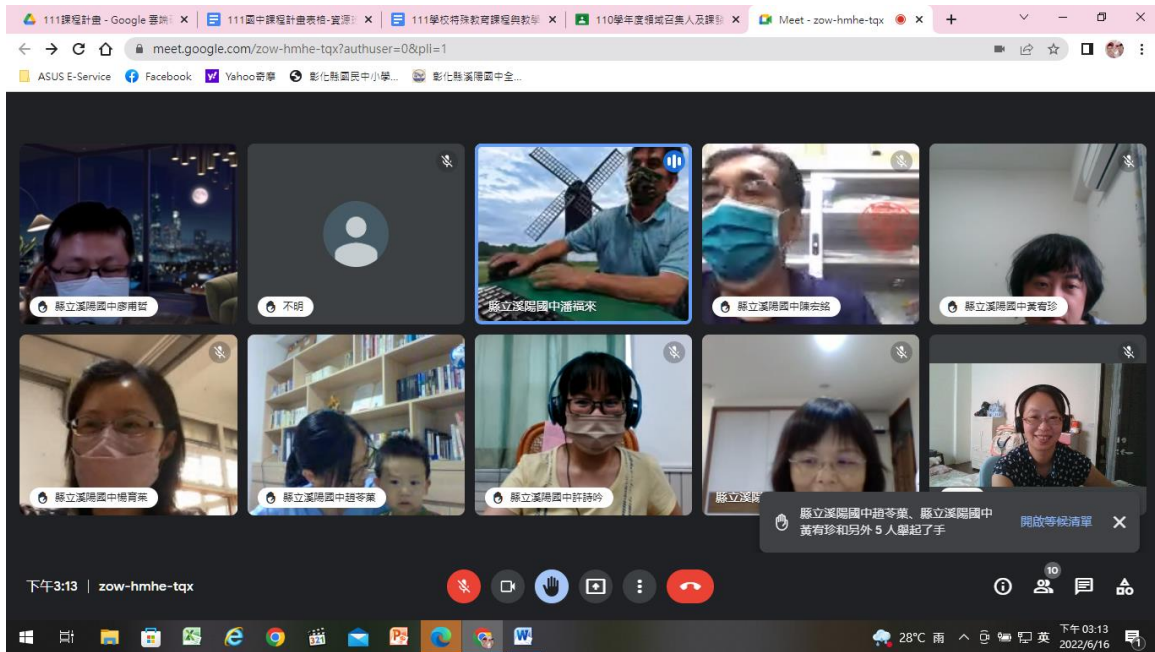 111課程計畫 - Google 雲端
111國中課程計畫表格-資源
111學校特殊教育課程與教學
110學年度領域召集人及課
Meet - zow-hmhe-tqx
meet.google.com/zow-hmhe-tqx?authuser=0&pli=1
ASUS E-Service
Facebook
Yahoo奇摩
彰化縣國民中小學...
彰化縣溪陽國中全...
縣立溪陽國中廖甫哲
不明
縣立溪陽國中潘福來
縣立溪陽國中陳宏銘
縣立溪陽國中黃宥珍
縣立溪陽國中楊育茱
縣立溪陽國中趙苓蓁
縣立溪陽國中許詩吟
縣立溪陽
縣立溪陽國中趙苓蓁、縣立溪陽國中
黃宥珍和另外 5 人舉起了手
開啟等候清單
下午3:13 | zow-hmhe-tqx
10
28°C 雨
英
下午 03:13
2022/6/16
1